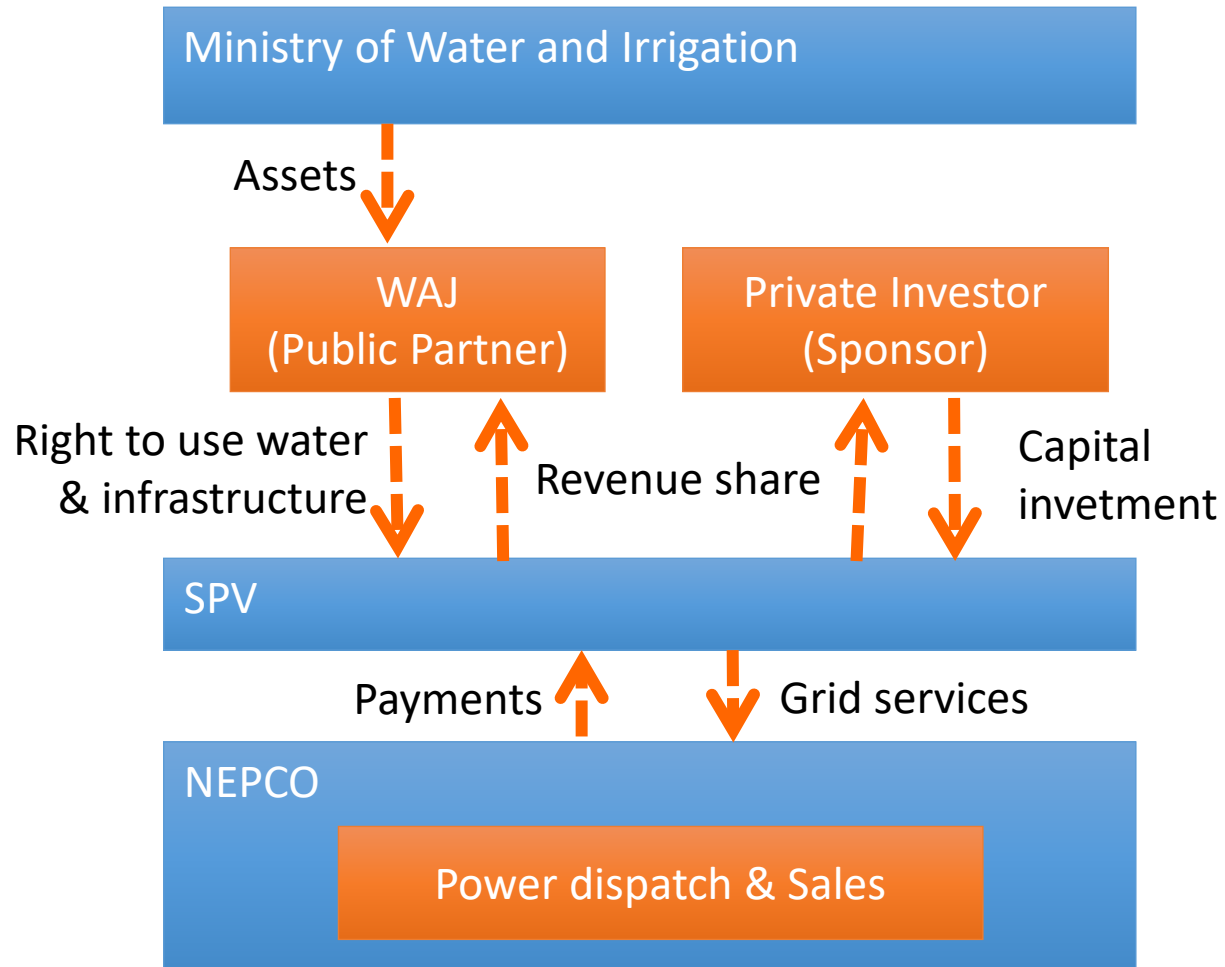 Ministry of Water and Irrigation
Assets
WAJ
(Public Partner)
Private Investor
(Sponsor)
Right to use water
& infrastructure
Revenue share
Capital
invetment
SPV
Payments
Grid services
NEPCO
Power dispatch & Sales